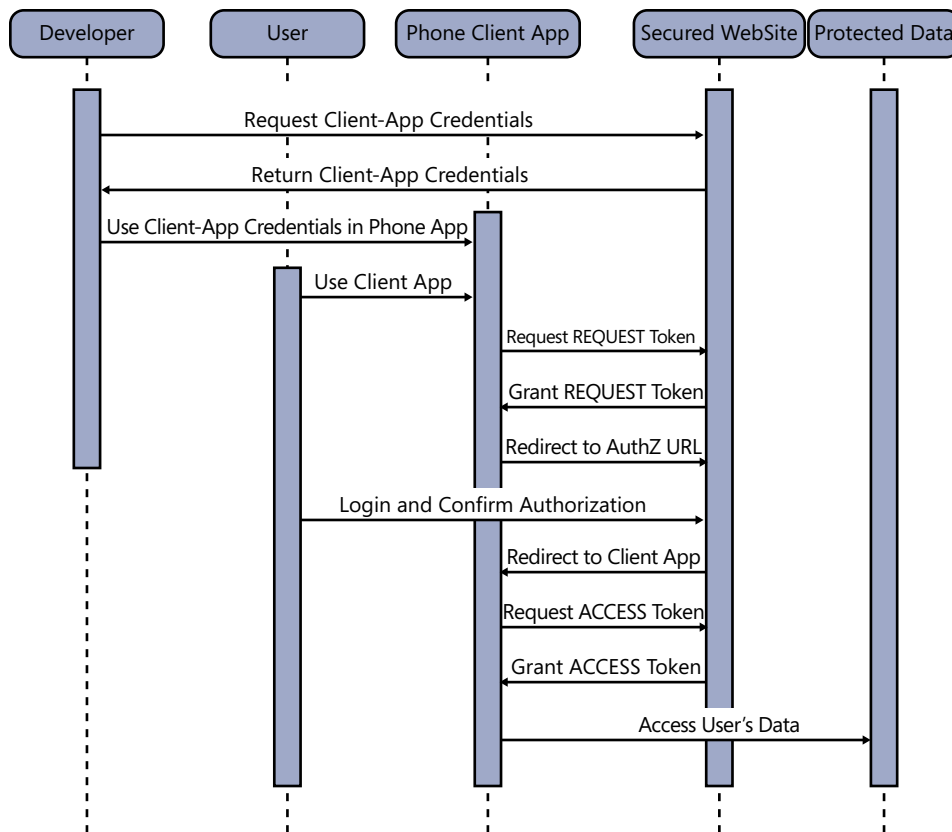 Developer
User
Phone Client App
Secured WebSite
Protected Data
Request Client-App Credentials
Return Client-App Credentials
Use Client-App Credentials in Phone App
Use Client App
Request REQUEST Token
Grant REQUEST Token
Redirect to AuthZ URL
Login and Confirm Authorization
Redirect to Client App
Request ACCESS Token
Grant ACCESS Token
Access User’s Data